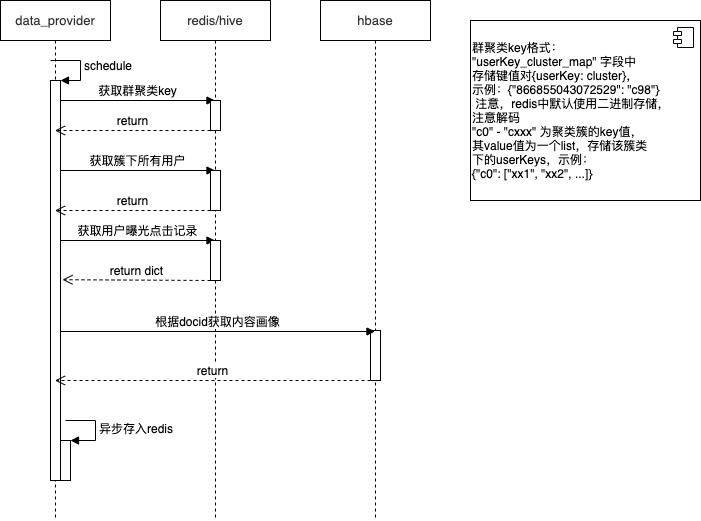 data_provider
redis/hive
hbase
schedule
获取群聚类key
return
获取簇下所有用户
return
获取用户曝光点击记录
return dict
根据docid获取内容画像
return
异步存入redis
群聚类key格式：
"userKey_cluster_map" 字段中
存储键值对{userKey: cluster},
示例：{"866855043072529": "c98"}
注意，redis中默认使用二进制存储，
注意解码
"c0" - "cxxx" 为聚类簇的key值，
其value值为一个list，存储该簇类
下的userKeys，示例：
{"c0": ["xx1", "xx2", ...]}